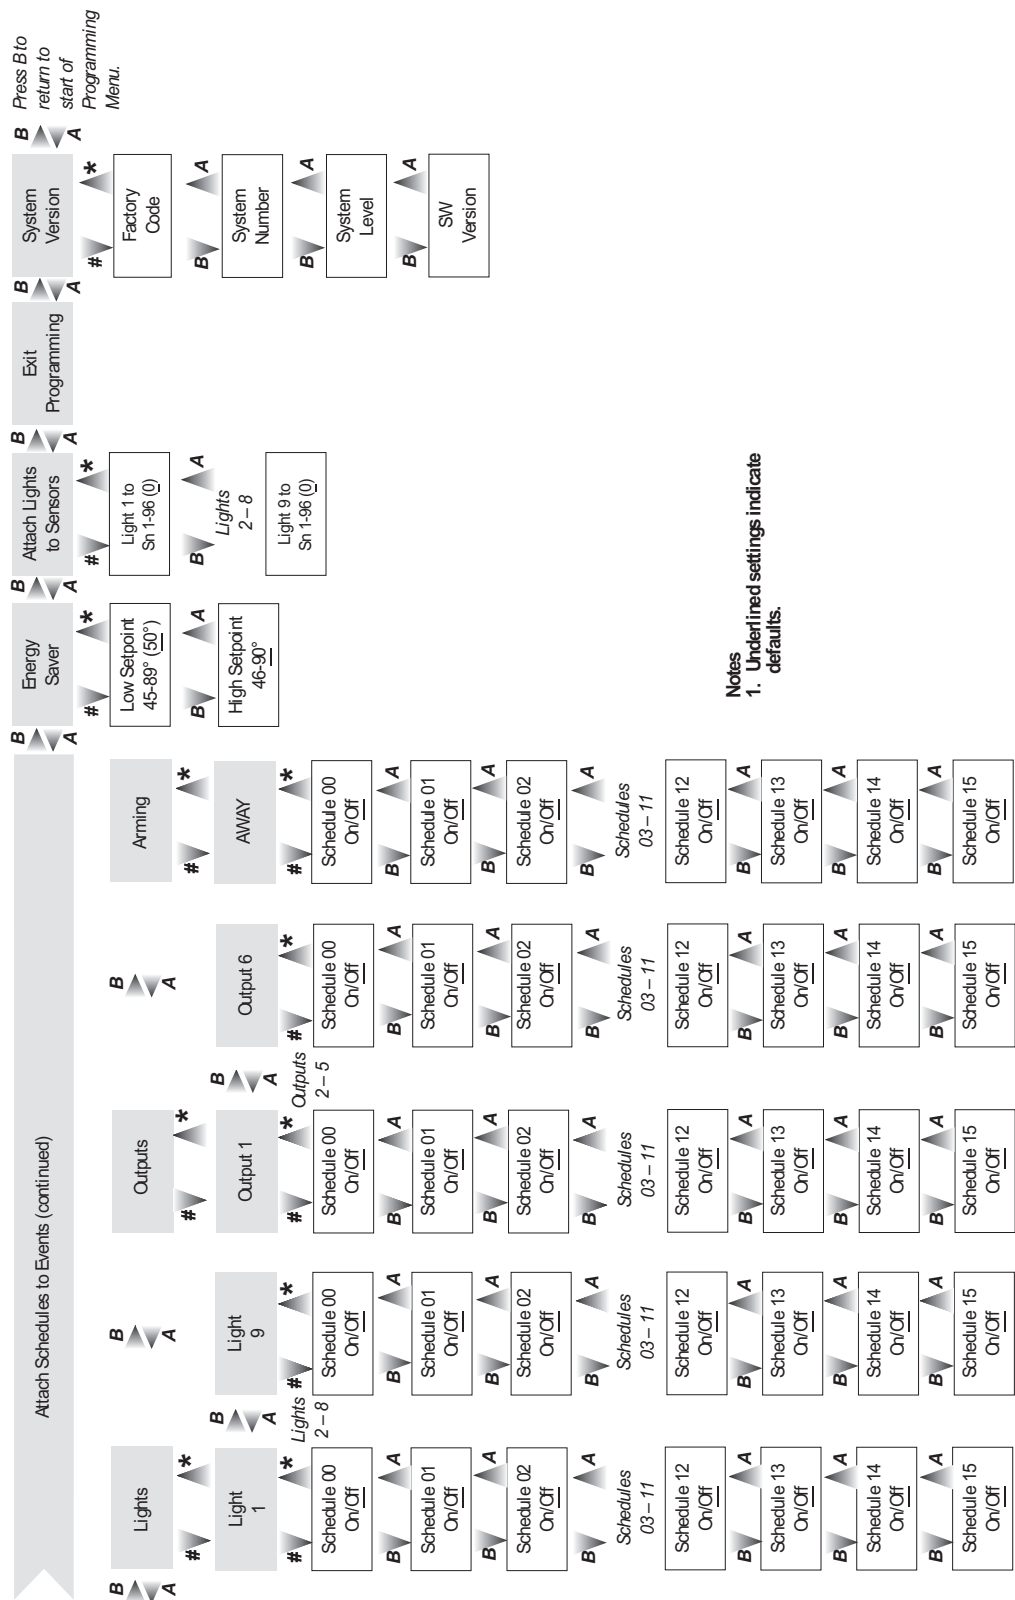 Attach Schedules to Events (continued)
B
A
Energy
Saver
B
A
Attach Lights
to Sensors
B
A
Exit
Programming
B
A
System
Version
B
A
Press B to
return to
start of
Programming
Menu.
B
A
Lights
#
*
Light
1
#
*
Schedule 00
On/Off
B
A
Schedule 01
On/Off
B
A
Schedule 02
On/Off
B
A
Schedules
03 – 11
Schedule 12
On/Off
B
A
Schedule 13
On/Off
B
A
Schedule 14
On/Off
B
A
Schedule 15
On/Off
B
A
Lights
2 – 8
B
A
Light
9
#
*
Schedule 00
On/Off
B
A
Schedule 01
On/Off
B
A
Schedule 02
On/Off
B
A
Schedules
03 – 11
Schedule 12
On/Off
B
A
Schedule 13
On/Off
B
A
Schedule 14
On/Off
B
A
Schedule 15
On/Off
Outputs
#
*
Output 1
#
*
Schedule 00
On/Off
B
A
Schedule 01
On/Off
B
A
Schedule 02
On/Off
B
A
Schedules
03 – 11
Schedule 12
On/Off
B
A
Schedule 13
On/Off
B
A
Schedule 14
On/Off
B
A
Schedule 15
On/Off
B
A
Outputs
2 – 5
B
A
Output 6
#
*
Schedule 00
On/Off
B
A
Schedule 01
On/Off
B
A
Schedule 02
On/Off
B
A
Schedules
03 – 11
Schedule 12
On/Off
B
A
Schedule 13
On/Off
B
A
Schedule 14
On/Off
B
A
Schedule 15
On/Off
Arming
#
*
AWAY
#
*
Schedule 00
On/Off
B
A
Schedule 01
On/Off
B
A
Schedule 02
On/Off
B
A
Schedules
03 – 11
Schedule 12
On/Off
B
A
Schedule 13
On/Off
B
A
Schedule 14
On/Off
B
A
Schedule 15
On/Off
#
*
Low Setpoint
45-89° (50°)
B
A
High Setpoint
46-90°
#
*
Light 1 to
Sn 1-96 (0)
B
A
Lights
2 – 8
Light 9 to
Sn 1-96 (0)
#
*
Factory
Code
B
A
System
Number
B
A
System
Level
B
A
SW
Version
Notes
1. Underlined settings indicate
defaults.